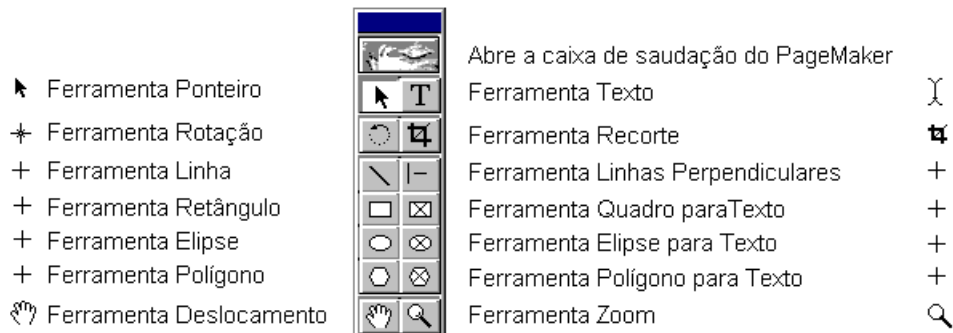 Abre a caixa de saudação do PageMaker
Ferramenta Ponteiro T Ferramenta Texto
Ferramenta Rotação Ferramenta Recorte
Ferramenta Linha Ferramenta Linhas Perpendiculares
Ferramenta Retângulo Ferramenta Quadro paraTexto
Ferramenta Elipse Ferramenta Elipse para Texto
Ferramenta Polígono Ferramenta Polígono para Texto
Ferramenta Deslocamento Ferramenta Zoom